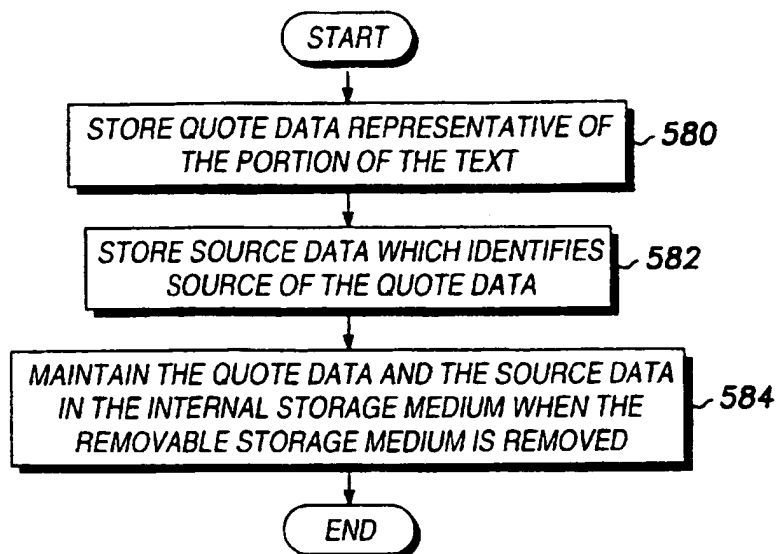 START
STORE QUOTE DATA REPRESENTATIVE OF
THE PORTION OF THE TEXT
580
STORE SOURCE DATA WHICH IDENTIFIES
SOURCE OF THE QUOTE DATA
582
MAINTAIN THE QUOTE DATA AND THE SOURCE DATA
IN THE INTERNAL STORAGE MEDIUM WHEN THE
REMOVABLE STORAGE MEDIUM IS REMOVED
584
END